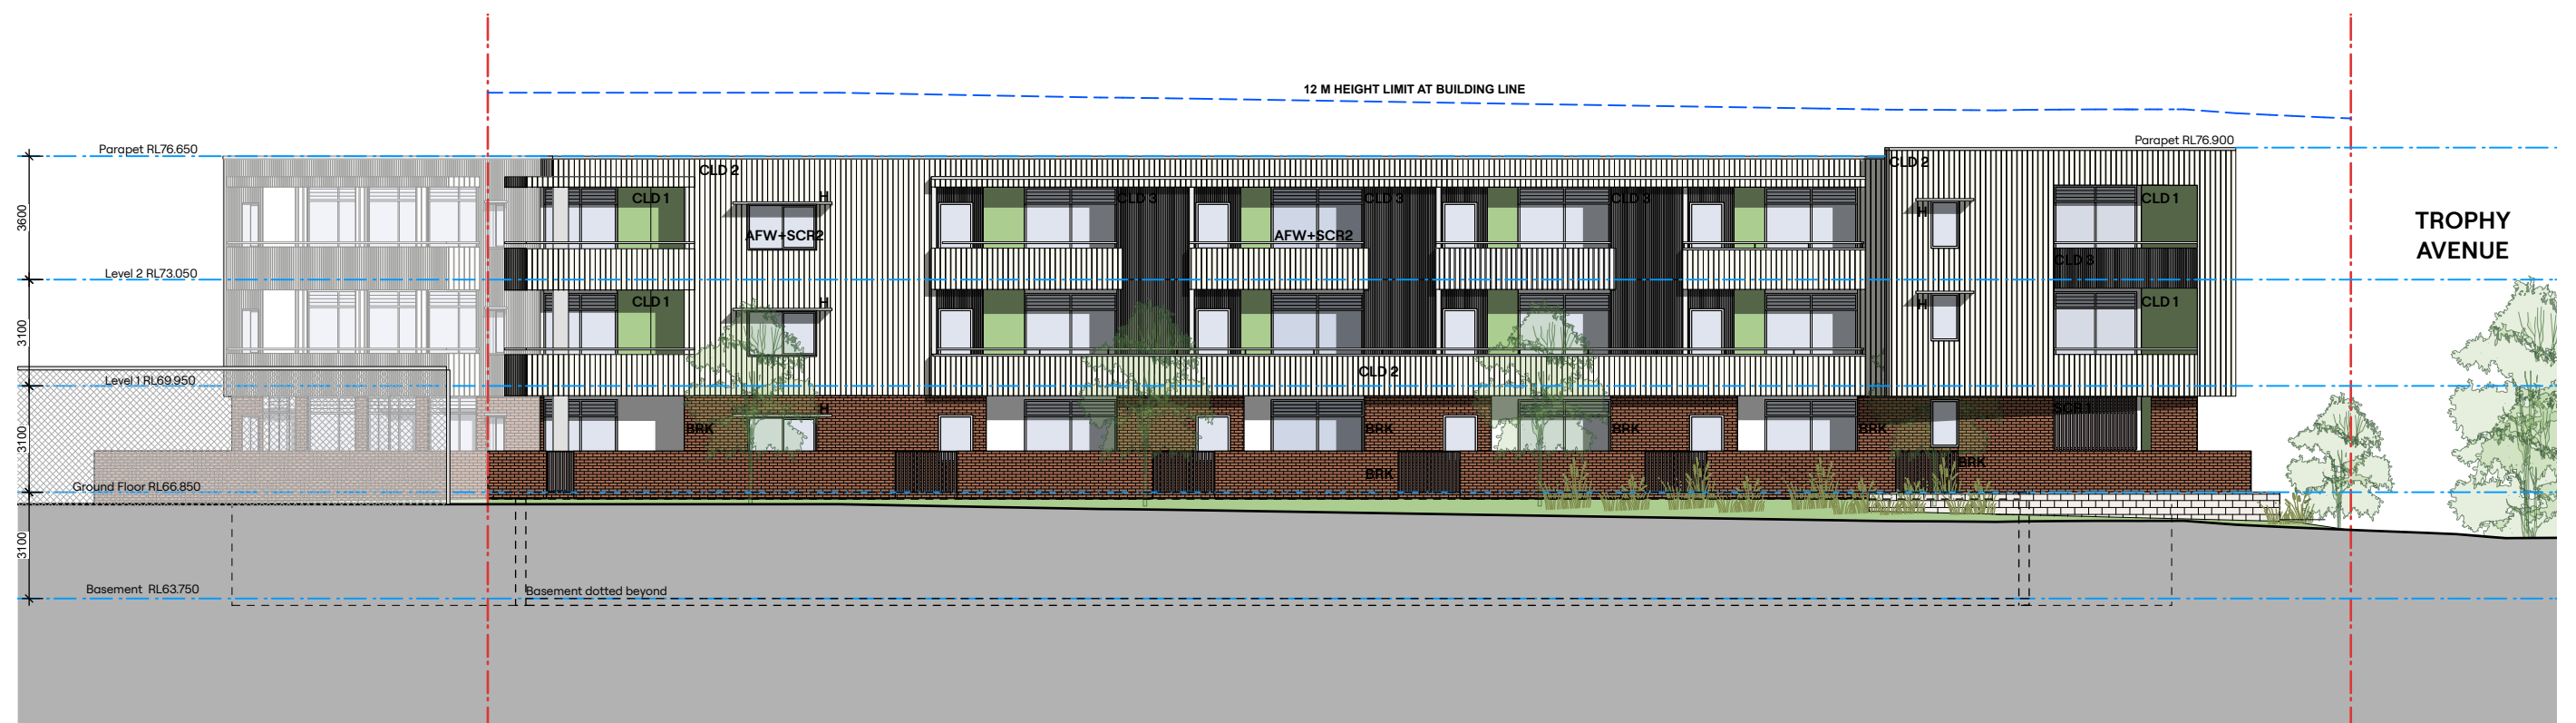 12 M HEIGHT LIMIT AT BUILDING LINE
Parapet RL76.650
Parapet RL76.900
CLD 2
CLD 2
H
CLD 1
CLD 3
CLD 3
CLD 3
H
CLD 1
3600
AFW+SCR2
AFW+SCR2
TROPHY
AVENUE
CLD 3
Level 2 RL73.050
CLD 1
H
H
CLD 1
3100
Level 1 RL69.950
CLD 2
H
SCR 1
BRK
BRK
BRK
BRK
3100
BRK
BRK
Ground Floor RL66.850
3100
Basement RL63.750
Basement dotted beyond